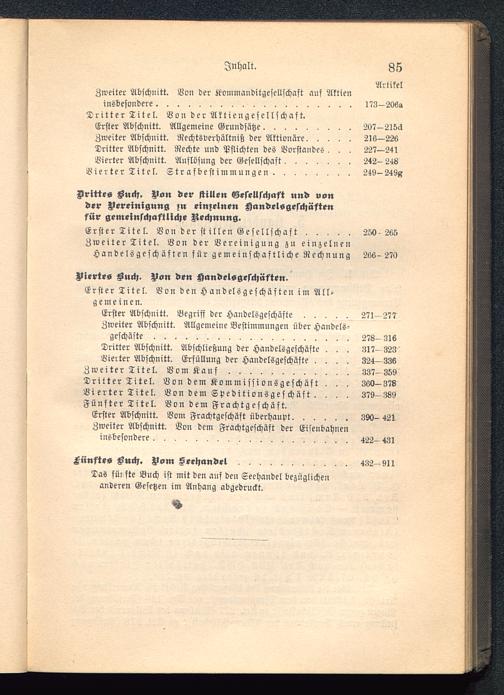 Inhalt. 85
Artikel
Zweiter Abschnitt. Von der Kommanditgesellschaft auf Aktien
insbesondere . . . . . . . . . . . . . . . . 173—206a
Dritter Titel. Von der Aktiengesellschaft.
Erster Abschnitt. Allgemeine Grundsätze . . . . . . . . 207—215d
Zweiter Abschnitt. Rechtsverhältniß der Aktionäre . . . . 216—226
Dritter Abschnitt. Rechte und Pflichten des Vorstandes . . . 227—241
Vierter Abschnitt. Auflösung der Gesellschaft . . . . . . 242—248
Vierter Titel. Strafbestimmungen . . . . . . . . . 249—249g
Drittes Buch. Von der stillen Gesellschaft und von
der Vereinigung zu einzelnen Handelsgeschäften
für gemeinschaftliche Rechnung.
Erster Titel. Von der stillen Gesellschaft . . . . . 250-265
Zweiter Titel. Von der Vereinigung zu einzelnen
Handelsgeschäften für gemeinschaftliche Rechnung 266—270
Viertes Buch. Von den Handelsgeschäften.
Erster Titel. Von den Handelsgeschäften im All-
gemeinen.
Erster Abschnitt. Begriff der Handelsgeschäfte . . . . . 271—277
Zweiter Abschnitt. Allgemeine Bestimmungen über Handels-
geschäfte . . . . . . . . . . . . . . . . 278—316
Dritter Abschnitt. Abschließung der Handelsgeschäfte . . . 317—323
Vierter Abschnitt. Erfüllung der Handelsgeschäfte . . . . 324—336
Zweiter Titel. Vom Kauf . . . . . . . . . . . . 337—359
Dritter Titel. Von dem Kommissionsgeschäft . . . . 360—378
Vierter Titel. Von dem Speditionsgeschäft . . . . . 379—389
Fünfter Titel. Von dem Frachtgeschäft.
Erster Abschnitt. Vom Frachtgeschäft überhaupt . . . . . 390—421
Zweiter Abschnitt. Von dem Frachtgeschäft der Eisenbahnen
insbesondere . . . . . . . . . . . . . . . . 422—431
Fünftes Buch. Vom Seehandel . . . . . . . . . . . 432—911
Das fünfte Buch ist mit den auf den Seehandel bezüglichen
anderen Gesetzen im Anhang abgedruckt.